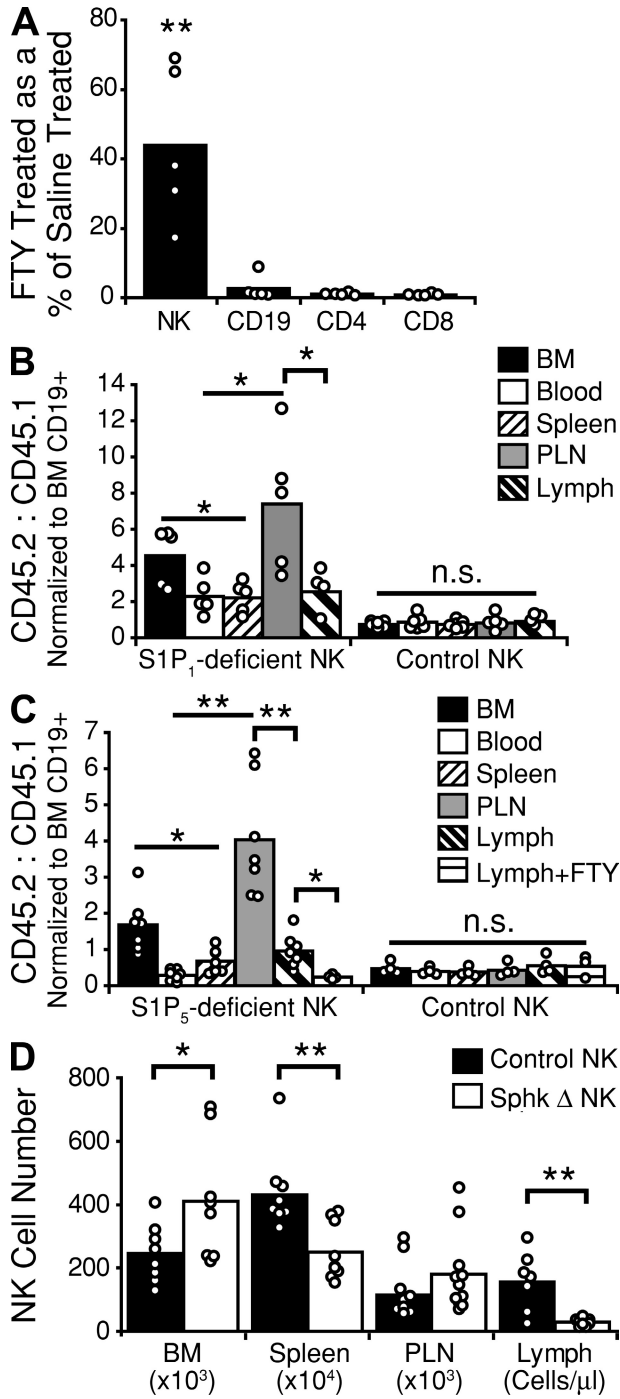 A
FTY Treated as a
% of Saline Treated
80
60
40
20
0
**
NK CD19 CD4 CD8
B
CD45.2 : CD45.1
Normalized to BM CD19+
14
12
10
8
6
4
2
0
*
*
*
n.s.
BM
Blood
Spleen
PLN
Lymph
S1P₁-deficient NK Control NK
C
CD45.2 : CD45.1
Normalized to BM CD19+
7
6
5
4
3
2
1
0
**
**
*
*
n.s.
BM
Blood
Spleen
PLN
Lymph
Lymph+FTY
S1P₅-deficient NK Control NK
D
NK Cell Number
800
600
400
200
0
*
**
**
Control NK
Sphk Δ NK
BM Spleen PLN Lymph
(x10³) (x10⁴) (x10³) (Cells/µl)